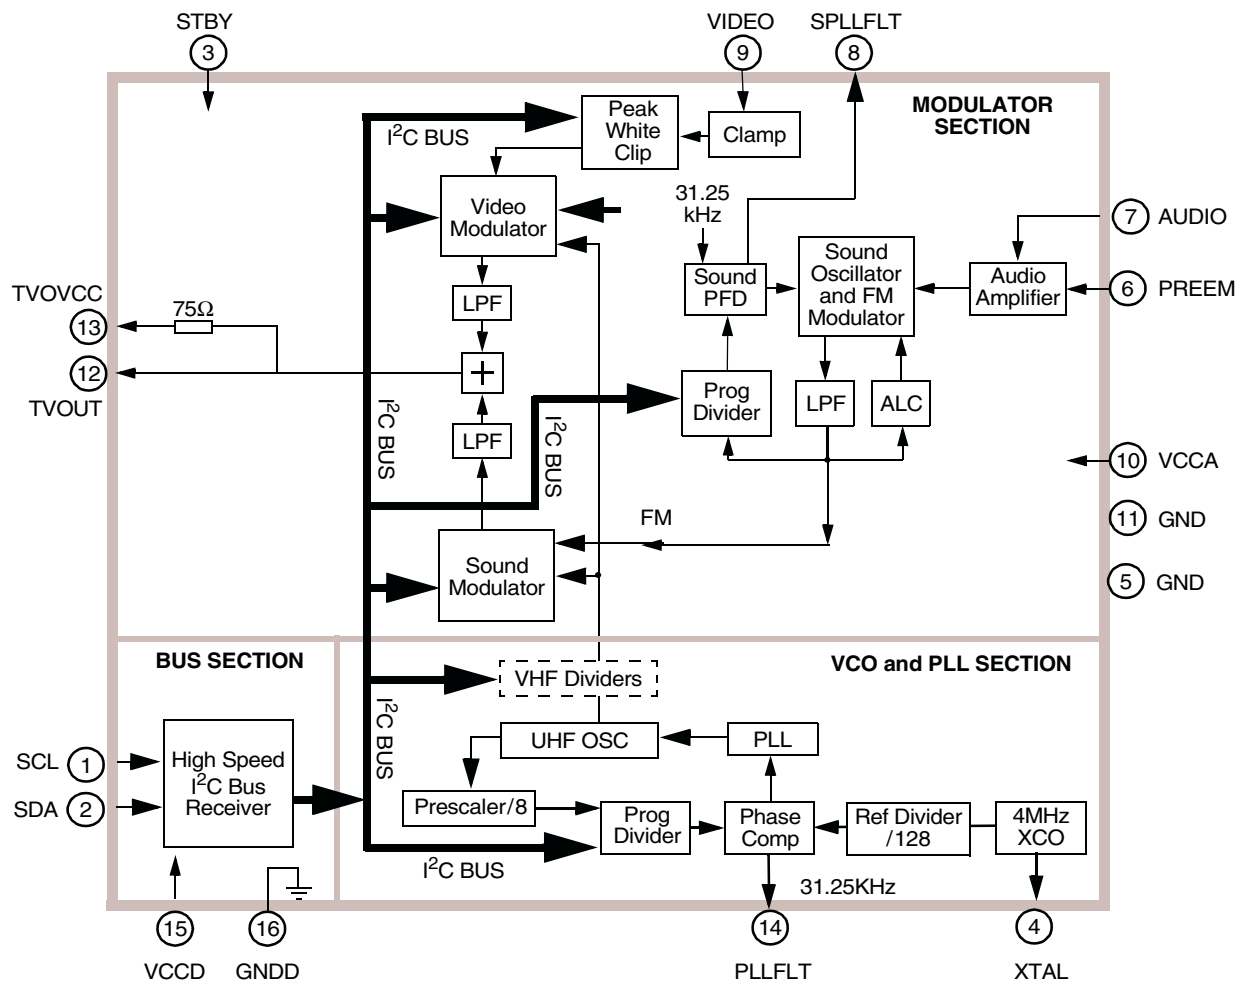 STBY
3
VIDEO
9
SPLLFLT
8
MODULATOR
SECTION
I²C BUS
Peak
White
Clip
Clamp
Video
Modulator
31.25
kHz
7 AUDIO
Sound
PFD
Sound
Oscillator
and FM
Modulator
Audio
Amplifier
6 PREEM
LPF
TVOVCC
13
75Ω
12
TVOUT
+
Prog
Divider
LPF
ALC
I²C BUS
I²C BUS
LPF
10 VCCA
FM
11 GND
Sound
Modulator
5 GND
BUS SECTION
VCO and PLL SECTION
VHF Dividers
I²C BUS
UHF OSC
PLL
SCL 1
SDA 2
High Speed
I²C Bus
Receiver
Prescaler/8
Prog
Divider
Phase
Comp
Ref Divider
/128
4MHz
XCO
I²C BUS
31.25KHz
15
16
14
4
VCCD
GNDD
PLLFLT
XTAL